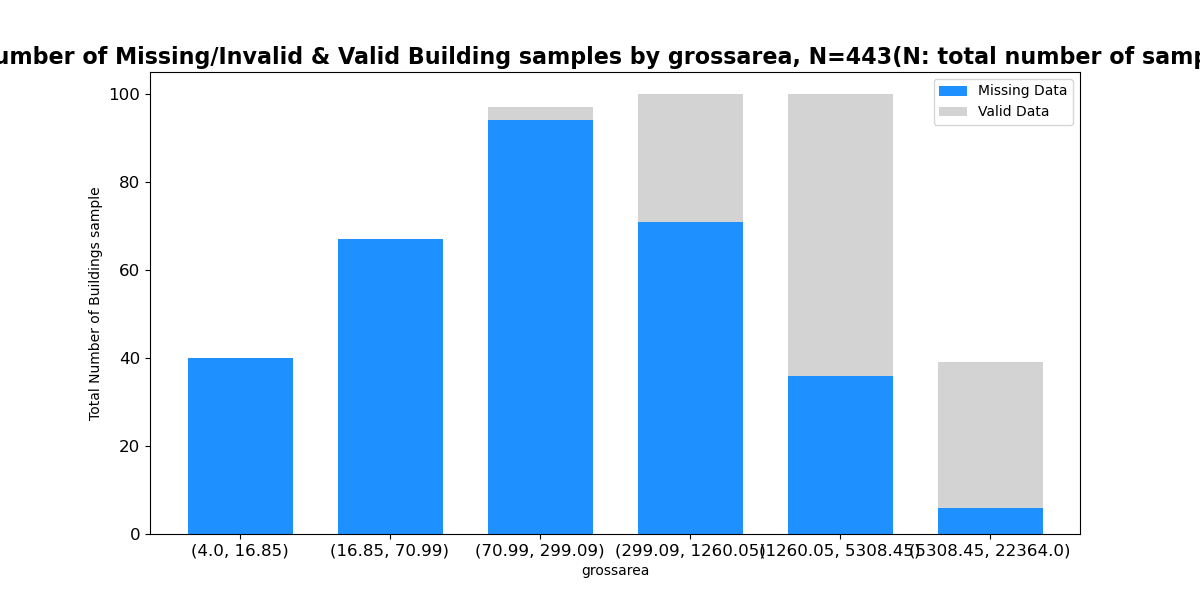 umber of Missing/Invalid & Valid Building samples by grossarea, N=443(N: total number of samp
Missing Data
Valid Data
100
80
60
40
20
0
Total Number of Buildings sample
(4.0, 16.85) (16.85, 70.99) (70.99, 299.09) (299.09, 1260.05) (1260.05, 5308.45) (5308.45, 22364.0)
grossarea